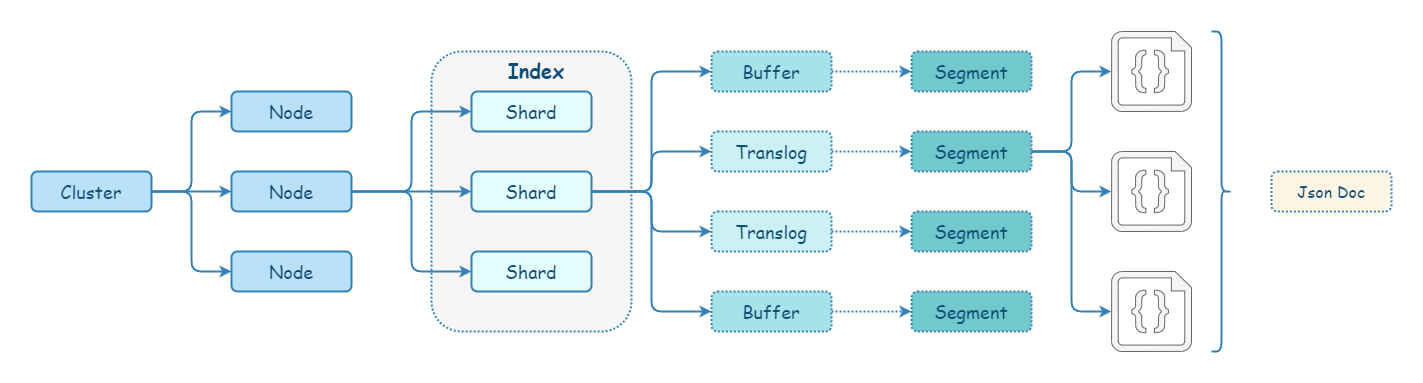 Index
Cluster
Node
Node
Node
Shard
Shard
Shard
Buffer
Translog
Translog
Buffer
Segment
Segment
Segment
Segment
{}
{}
{}
Json Doc